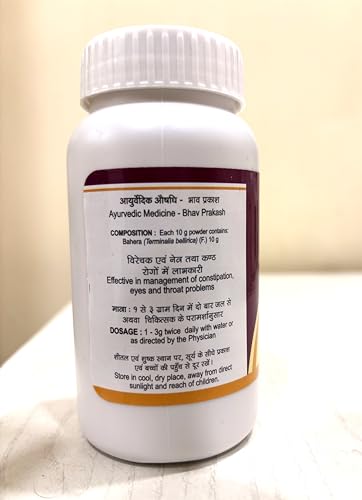 आयुर्वेदिक औषधि - भाव प्रकाश
Ayurvedic Medicine - Bhav Prakash
COMPOSITION : Each 10 g powder contains:
Bahera (Terminalia bellirica) (F.) 10 g
विरेचक एवं नेत्र तथा कण्ठ
रोगों में लाभकारी
Effective in management of constipation,
eyes and throat problems
मात्रा : १ से ३ ग्राम दिन में दो बार जल से
अथवा चिकित्सक के परामर्शानुसार
DOSAGE : 1 - 3g twice daily with water or
as directed by the Physician
शीतल एवं शुष्क स्थान पर, सूर्य के सीधे प्रकाश
एवं बच्चों की पहुँच से दूर रखें।
Store in cool, dry place, away from direct
sunlight and reach of children.